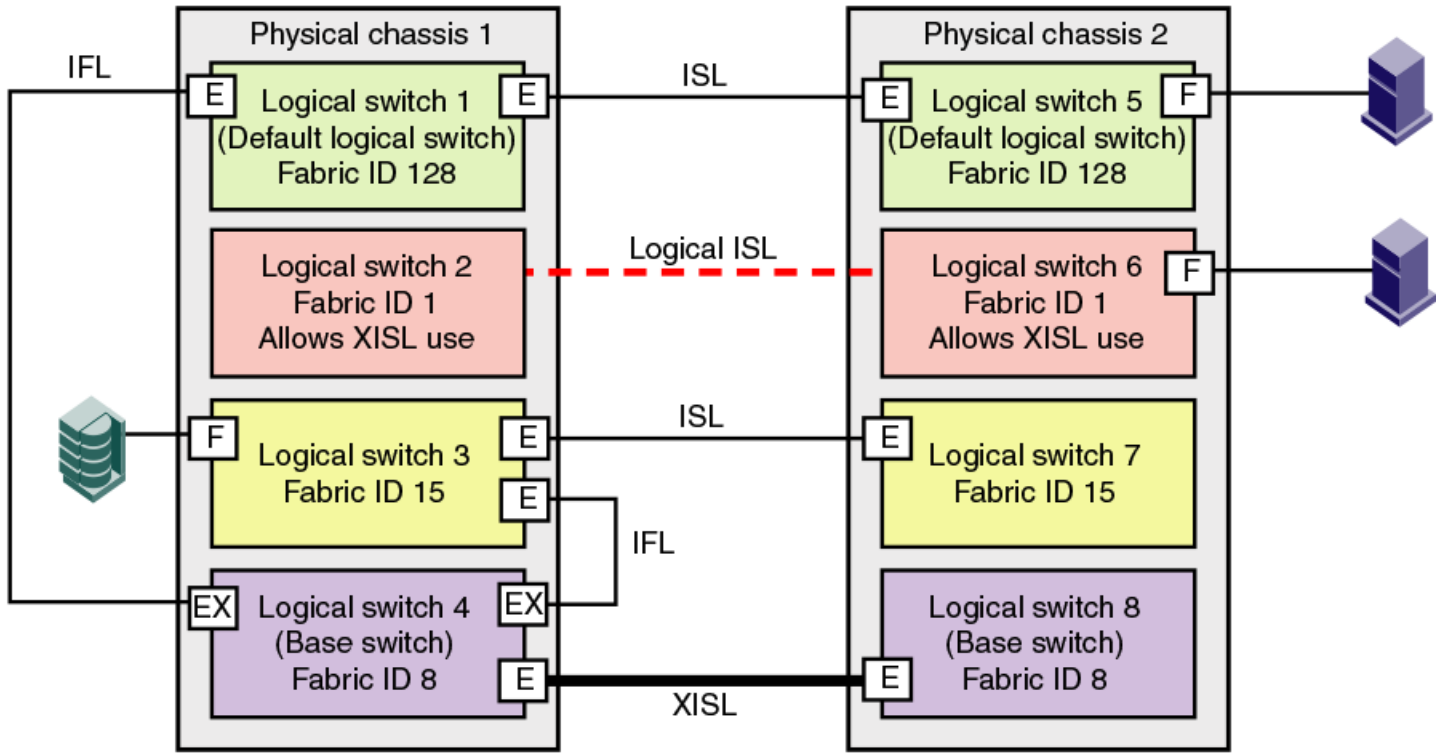 Physical chassis 1
Physical chassis 2
IFL
E
Logical switch 1
(Default logical switch)
Fabric ID 128
E
ISL
E
Logical switch 5
(Default logical switch)
Fabric ID 128
F
Logical switch 2
Fabric ID 1
Allows XISL use
Logical ISL
Logical switch 6
Fabric ID 1
Allows XISL use
F
F
Logical switch 3
Fabric ID 15
E
E
ISL
E
Logical switch 7
Fabric ID 15
IFL
EX
Logical switch 4
(Base switch)
Fabric ID 8
EX
E
XISL
E
Logical switch 8
(Base switch)
Fabric ID 8